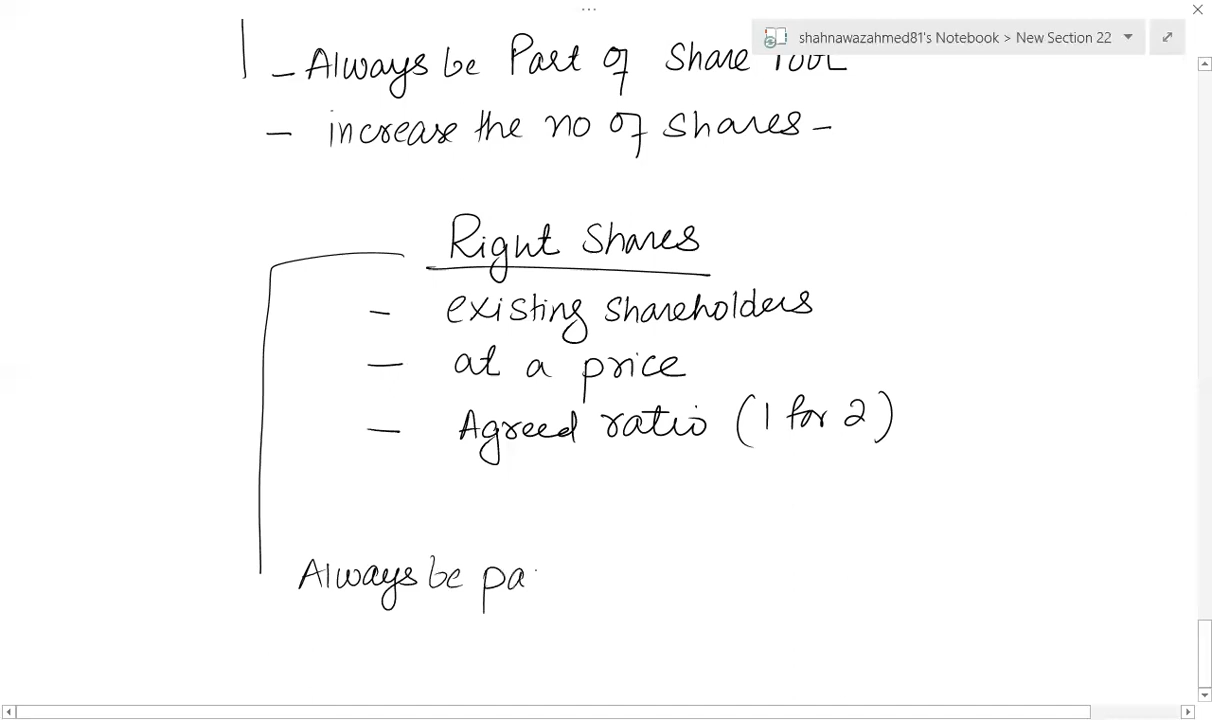 shahnawazahmed81's Notebook > New Section 22
- Always be Part of Share Pool
- increase the no of shares -
Right Shares
- existing shareholders
- at a price
- Agreed ratio (1 for 2)
Always be pa